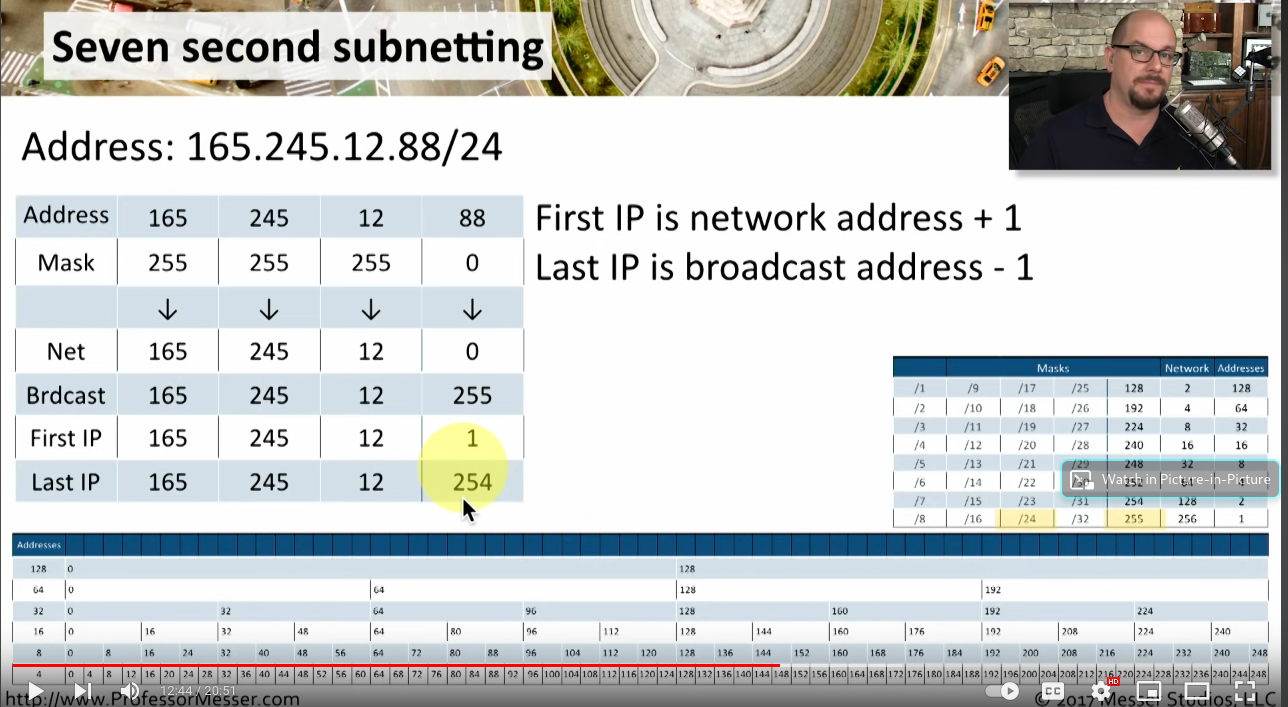 Seven second subnetting
Address: 165.245.12.88/24
Address 165 245 12 88
Mask 255 255 255 0
↓ ↓ ↓ ↓
Net 165 245 12 0
Brdcast 165 245 12 255
First IP 165 245 12 1
Last IP 165 245 12 254
First IP is network address + 1
Last IP is broadcast address - 1
Masks Network Addresses
/1 /9 /17 /25 128 2 128
/2 /10 /18 /26 192 4 64
/3 /11 /19 /27 224 8 32
/4 /12 /20 /28 240 16 16
/5 /13 /21 /29 248 32 8
/6 /14 /22
Watch in Picture-in-Picture
/7 /15 /23 /31 254 128 2
/8 /16 /24 /32 255 256 1
Addresses
128 0 128
64 0 64 128 192
32 0 32 64 96 128 160 192 224
16 0 16 32 48 64 80 96 112 128 144 160 176 192 208 224 240
8 0 8 16 24 32 40 48 56 64 72 80 88 96 104 112 120 128 136 144 152 160 168 176 184 192 200 208 216 224 232 240 248
4 0 4 8 12 16 20 24 28 32 36 40 44 48 52 56 60 64 68 72 76 80 84 88 92 96 100 104 108 112 116 120 124 128 132 136 140 144 148 152 156 160 164 168 172 176 180 184 188 192 196 200 204 208 212 216 220 224 228 232 236 240 244 248
12:44 / 20:51
CC
HD
http://www.ProfessorMesser.com
© 2017 Messer Studios, LLC